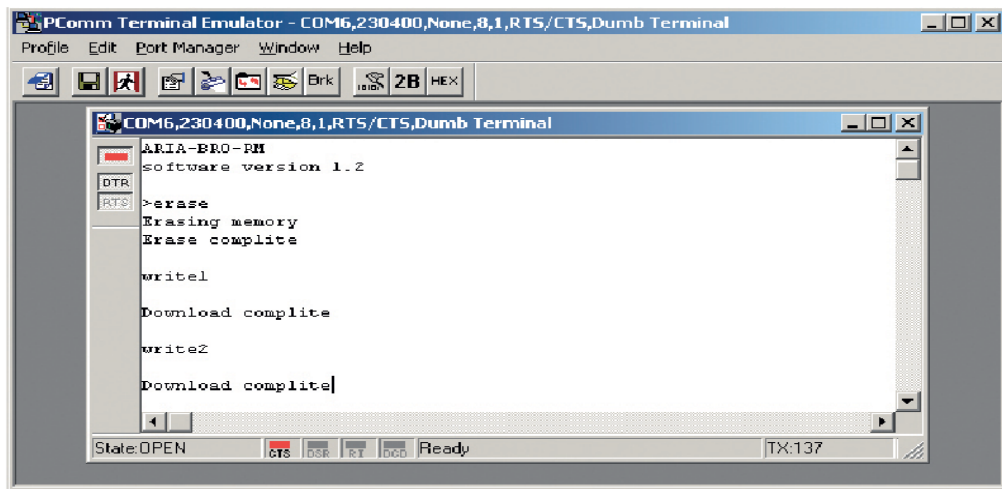 PComm Terminal Emulator - COM6,230400,None,8,1,RTS/CTS,Dumb Terminal
Profile Edit Port Manager Window Help
Brk 2B HEX
COM6,230400,None,8,1,RTS/CTS,Dumb Terminal
DTR
RTS
ARIA-BRO-RM
software version 1.2
>erase
Erasing memory
Erase complite
write1
Download complite
write2
Download complite
State:OPEN CTS DSR RI DCD Ready TX:137